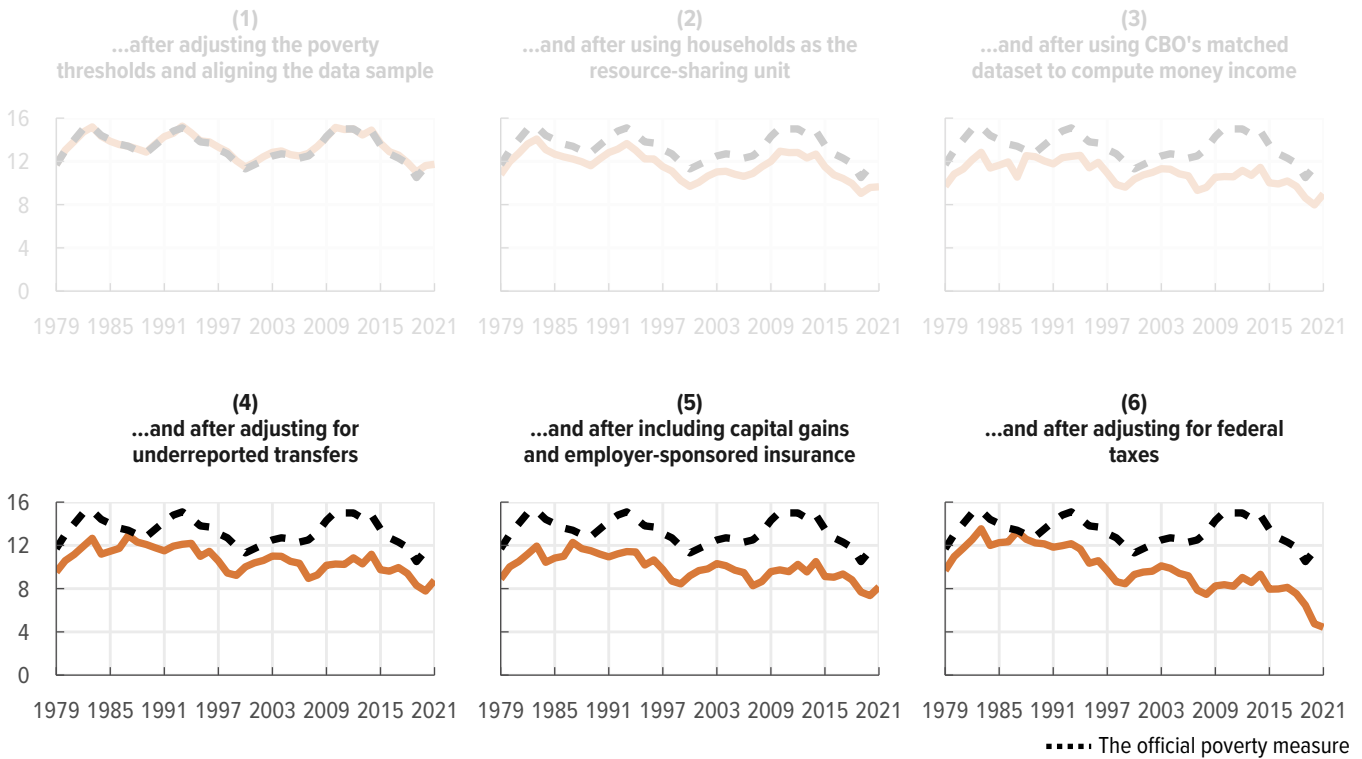 (1)
...after adjusting the poverty
thresholds and aligning the data sample
(2)
...and after using households as the
resource-sharing unit
(3)
...and after using CBO's matched
dataset to compute money income
16
12
8
4
0
1979 1985 1991 1997 2003 2009 2015 2021
1979 1985 1991 1997 2003 2009 2015 2021
1979 1985 1991 1997 2003 2009 2015 2021
(4)
...and after adjusting for
underreported transfers
(5)
...and after including capital gains
and employer-sponsored insurance
(6)
...and after adjusting for federal
taxes
16
12
8
4
0
1979 1985 1991 1997 2003 2009 2015 2021
1979 1985 1991 1997 2003 2009 2015 2021
1979 1985 1991 1997 2003 2009 2015 2021
The official poverty measure